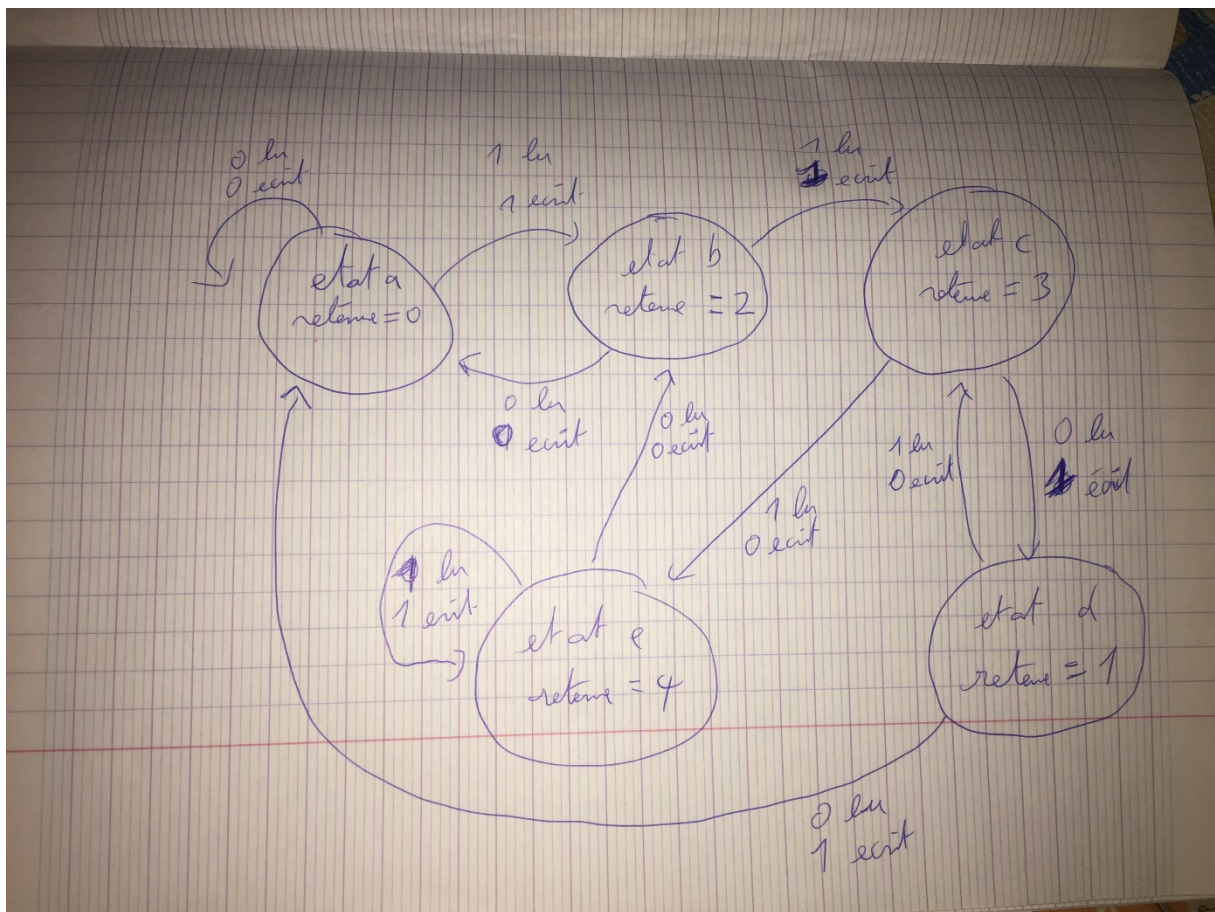 0 lu
0 ecrit
1 lu
1 ecrit
1 lu
1 ecrit
etat a
retenue = 0
etat b
retenue = 2
etat c
retenue = 3
0 lu
0 ecrit
0 lu
0 ecrit
1 lu
0 ecrit
0 lu
1 écrit
1 lu
0 ecrit
1 lu
1 ecrit
etat e
retenue = 4
etat d
retenue = 1
0 lu
1 ecrit